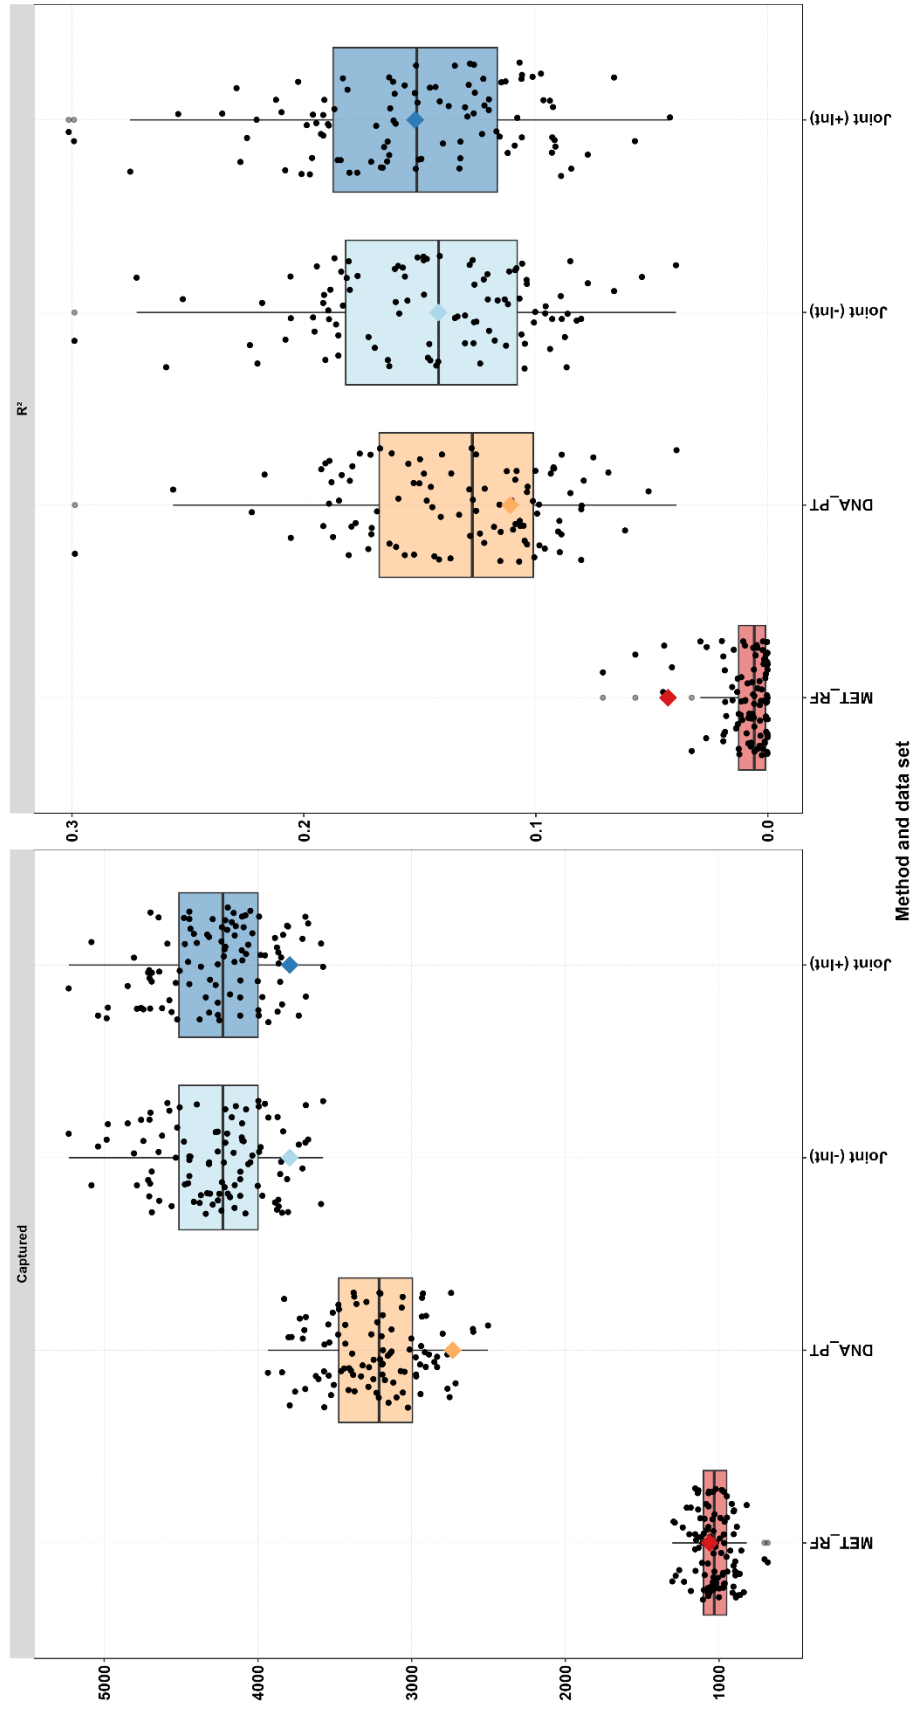 Captured
R²
5000
4000
3000
2000
1000
0.3
0.2
0.1
0.0
MET_RF
DNA_PT
Joint (-Int)
Joint (+Int)
MET_RF
DNA_PT
Joint (-Int)
Joint (+Int)
Method and data set